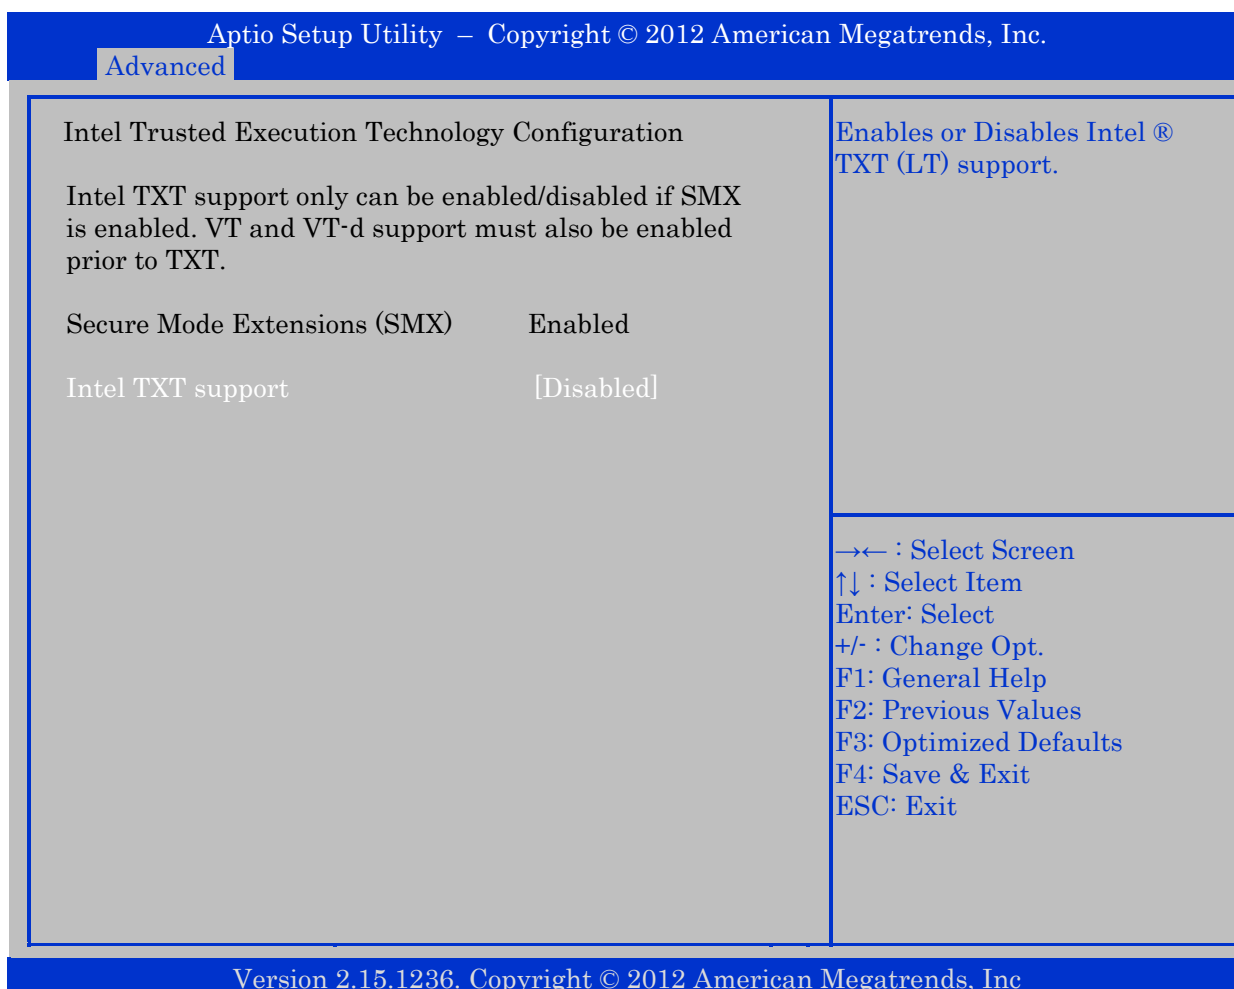 Aptio Setup Utility – Copyright © 2012 American Megatrends, Inc.
Advanced
Intel Trusted Execution Technology Configuration
Intel TXT support only can be enabled/disabled if SMX
is enabled. VT and VT-d support must also be enabled
prior to TXT.
Secure Mode Extensions (SMX) Enabled
Intel TXT support [Disabled]
Enables or Disables Intel ®
TXT (LT) support.
→← : Select Screen
↑↓ : Select Item
Enter: Select
+/- : Change Opt.
F1: General Help
F2: Previous Values
F3: Optimized Defaults
F4: Save & Exit
ESC: Exit
Version 2.15.1236. Copyright © 2012 American Megatrends, Inc